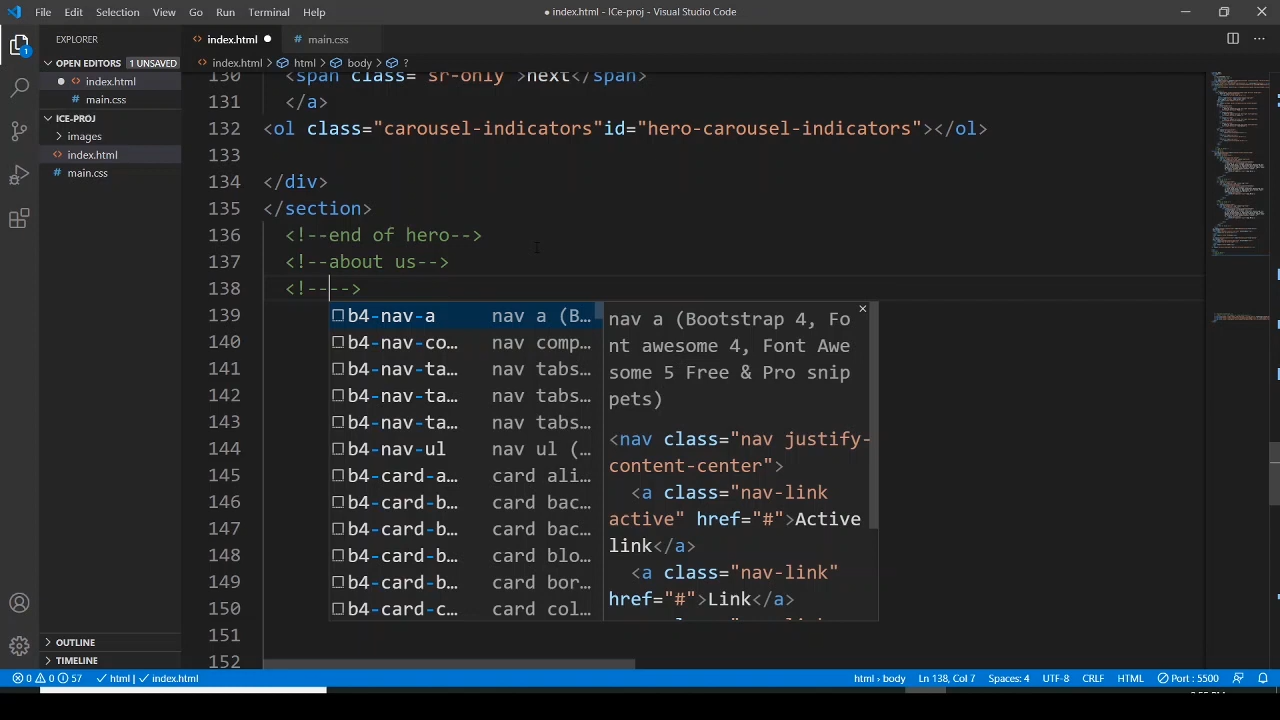 File Edit Selection View Go Run Terminal Help
● index.html - ICe-proj - Visual Studio Code
EXPLORER
index.html ●
main.css
OPEN EDITORS 1 UNSAVED
index.html > html > body > ?
index.html
main.css
ICE-PROJ
images
index.html
main.css
130 <span class="sr-only">next</span>
131 </a>
132 <ol class="carousel-indicators"id="hero-carousel-indicators"></ol>
133
134 </div>
135 </section>
136 <!--end of hero-->
137 <!--about us-->
138 <!---->
139 b4-nav-a nav a (B…
140 b4-nav-co… nav comp…
141 b4-nav-ta… nav tabs…
142 b4-nav-ta… nav tabs…
143 b4-nav-ta… nav tabs…
144 b4-nav-ul nav ul (…
145 b4-card-a… card ali…
146 b4-card-b… card bac…
147 b4-card-b… card bac…
148 b4-card-b… card blo…
149 b4-card-b… card bor…
150 b4-card-c… card col…
151
152
nav a (Bootstrap 4, Fo
nt awesome 4, Font Awe
some 5 Free & Pro snip
pets)
<nav class="nav justify-
content-center">
<a class="nav-link
active" href="#">Active
link</a>
<a class="nav-link"
href="#">Link</a>
OUTLINE
TIMELINE
0 0 57 html | index.html html › body Ln 138, Col 7 Spaces: 4 UTF-8 CRLF HTML Port : 5500